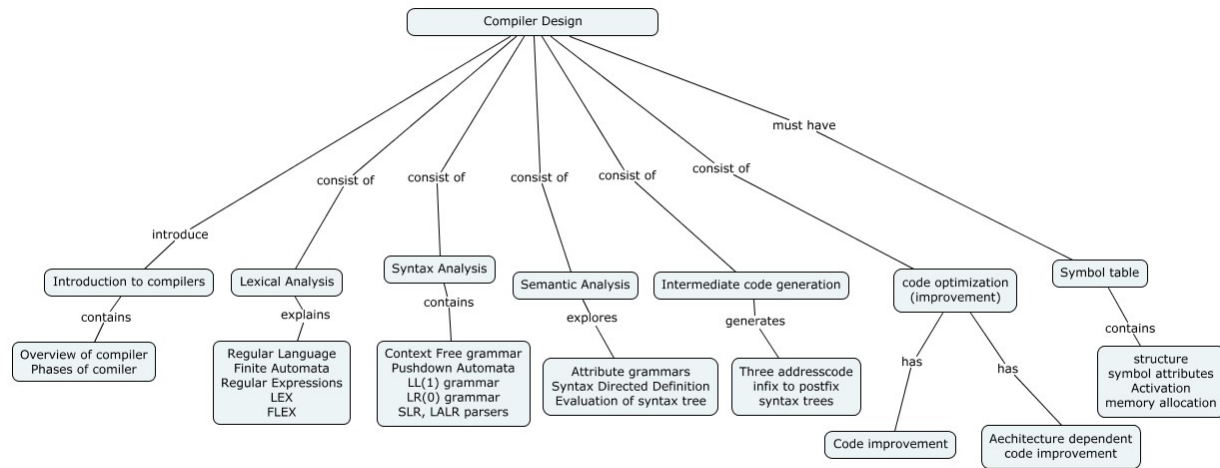 Compiler Design
must have
consist of
consist of
consist of
consist of
consist of
introduce
Introduction to compilers
Lexical Analysis
Syntax Analysis
Semantic Analysis
Intermediate code generation
code optimization
(improvement)
Symbol table
contains
explains
contains
explores
generates
has
has
contains
Overview of compiler
Phases of comiler
Regular Language
Finite Automata
Regular Expressions
LEX
FLEX
Context Free grammar
Pushdown Automata
LL(1) grammar
LR(0) grammar
SLR, LALR parsers
Attribute grammars
Syntax Directed Definition
Evaluation of syntax tree
Three addresscode
infix to postfix
syntax trees
Code improvement
Aechitecture dependent
code improvement
structure
symbol attributes
Activation
memory allocation